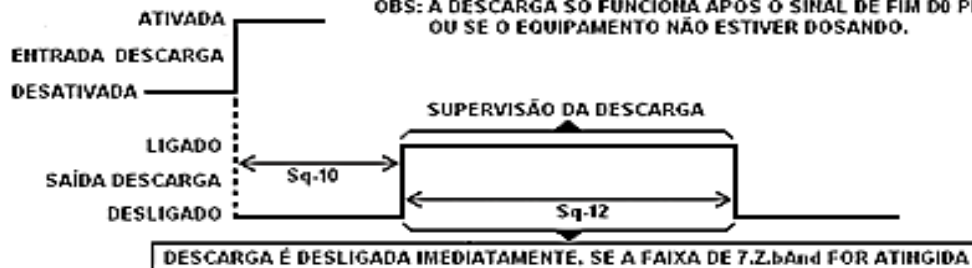 OBS: A DESCARGA SÓ FUNCIONA APÓS O SINAL DE FIM DO
OU SE O EQUIPAMENTO NÃO ESTIVER DOSANDO.
ATIVADA
ENTRADA DESCARGA
DESATIVADA
SUPERVISÃO DA DESCARGA
LIGADO
SAÍDA DESCARGA
DESLIGADO
Sq-10
Sq-12
DESCARGA É DESLIGADA IMEDIATAMENTE, SE A FAIXA DE 7.Z.bAnd FOR ATINGIDA